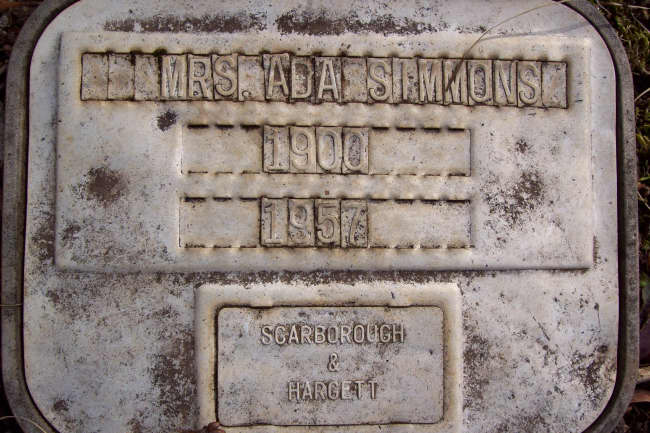 MRS. ADA SIMMONS
1900
1957
SCARBOROUGH
&
HARGETT